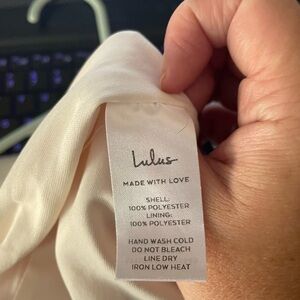 Lulus
MADE WITH LOVE
SHELL:
100% POLYESTER
LINING:
100% POLYESTER
HAND WASH COLD
DO NOT BLEACH
LINE DRY
IRON LOW HEAT